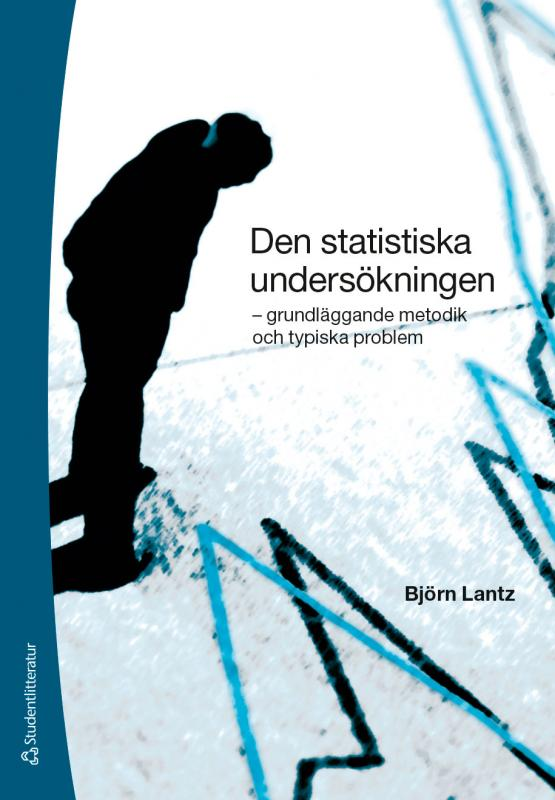 Den statistiska
undersökningen
– grundläggande metodik
och typiska problem
Björn Lantz
Studentlitteratur